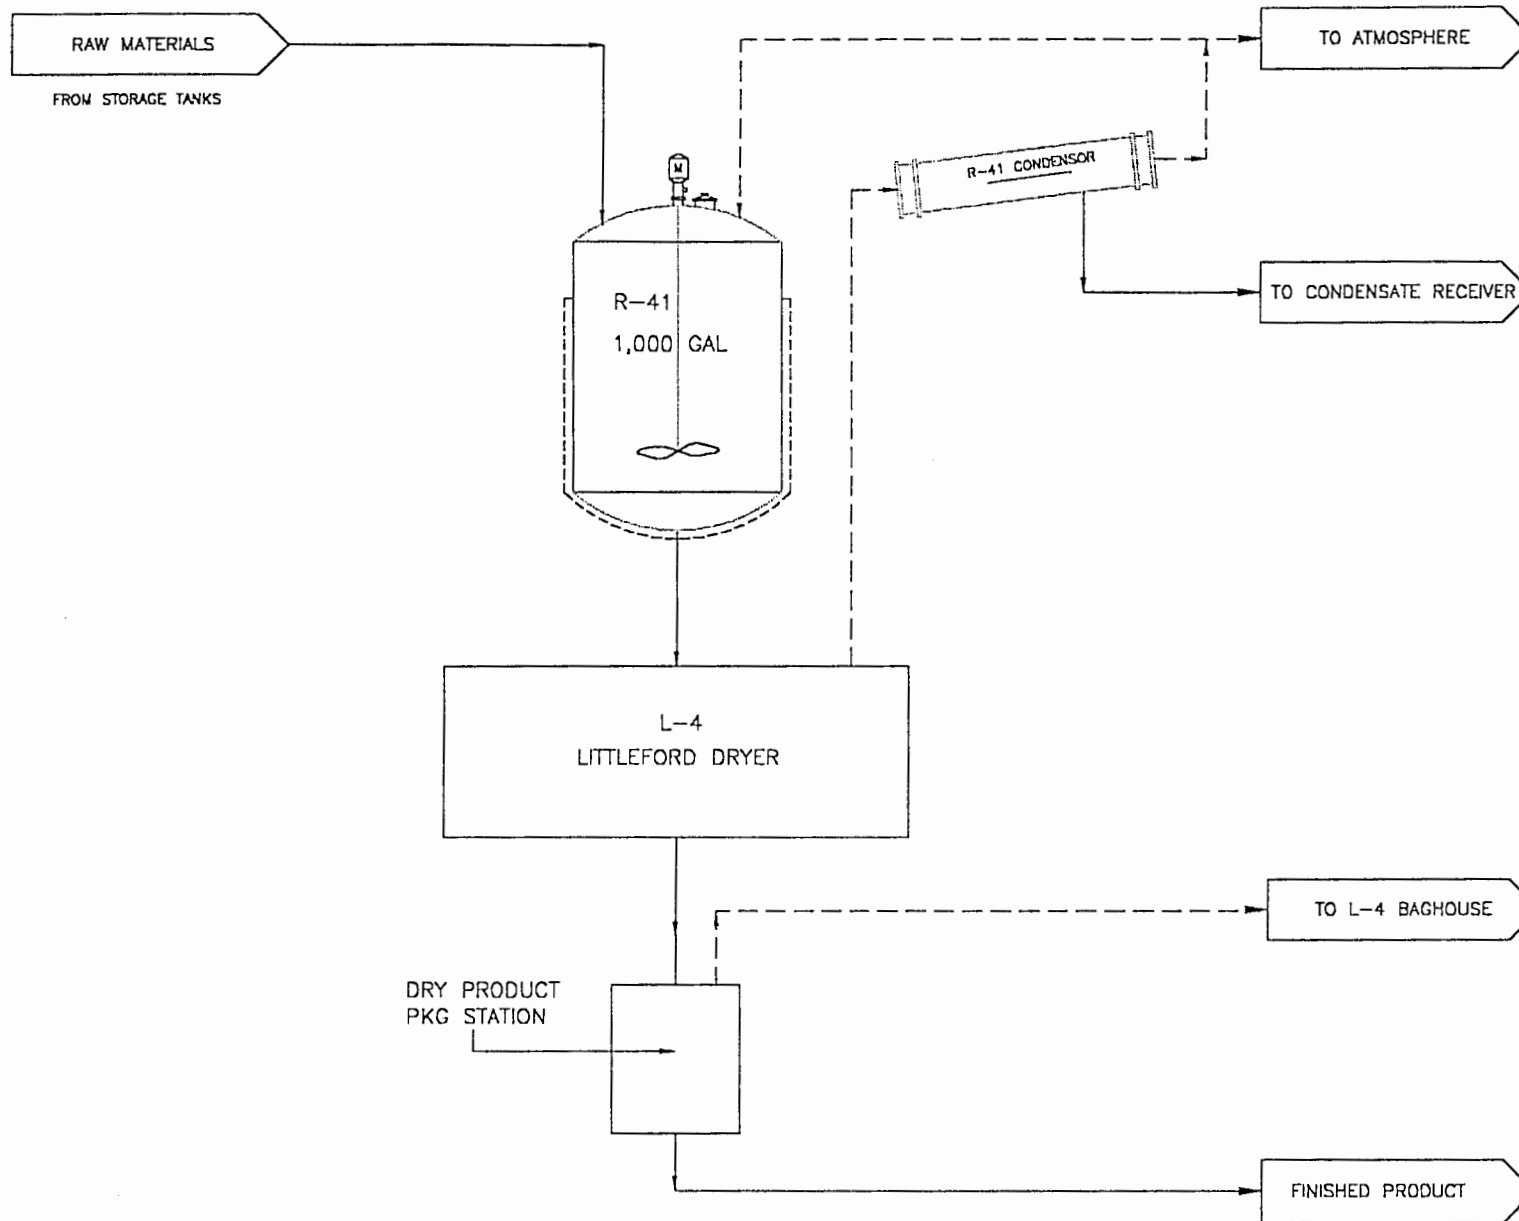 RAW MATERIALS
FROM STORAGE TANKS
TO ATMOSPHERE
M
R-41 CONDENSOR
TO CONDENSATE RECEIVER
R-41
1,000 GAL
L-4
LITTLEFORD DRYER
TO L-4 BAGHOUSE
DRY PRODUCT
PKG STATION
FINISHED PRODUCT